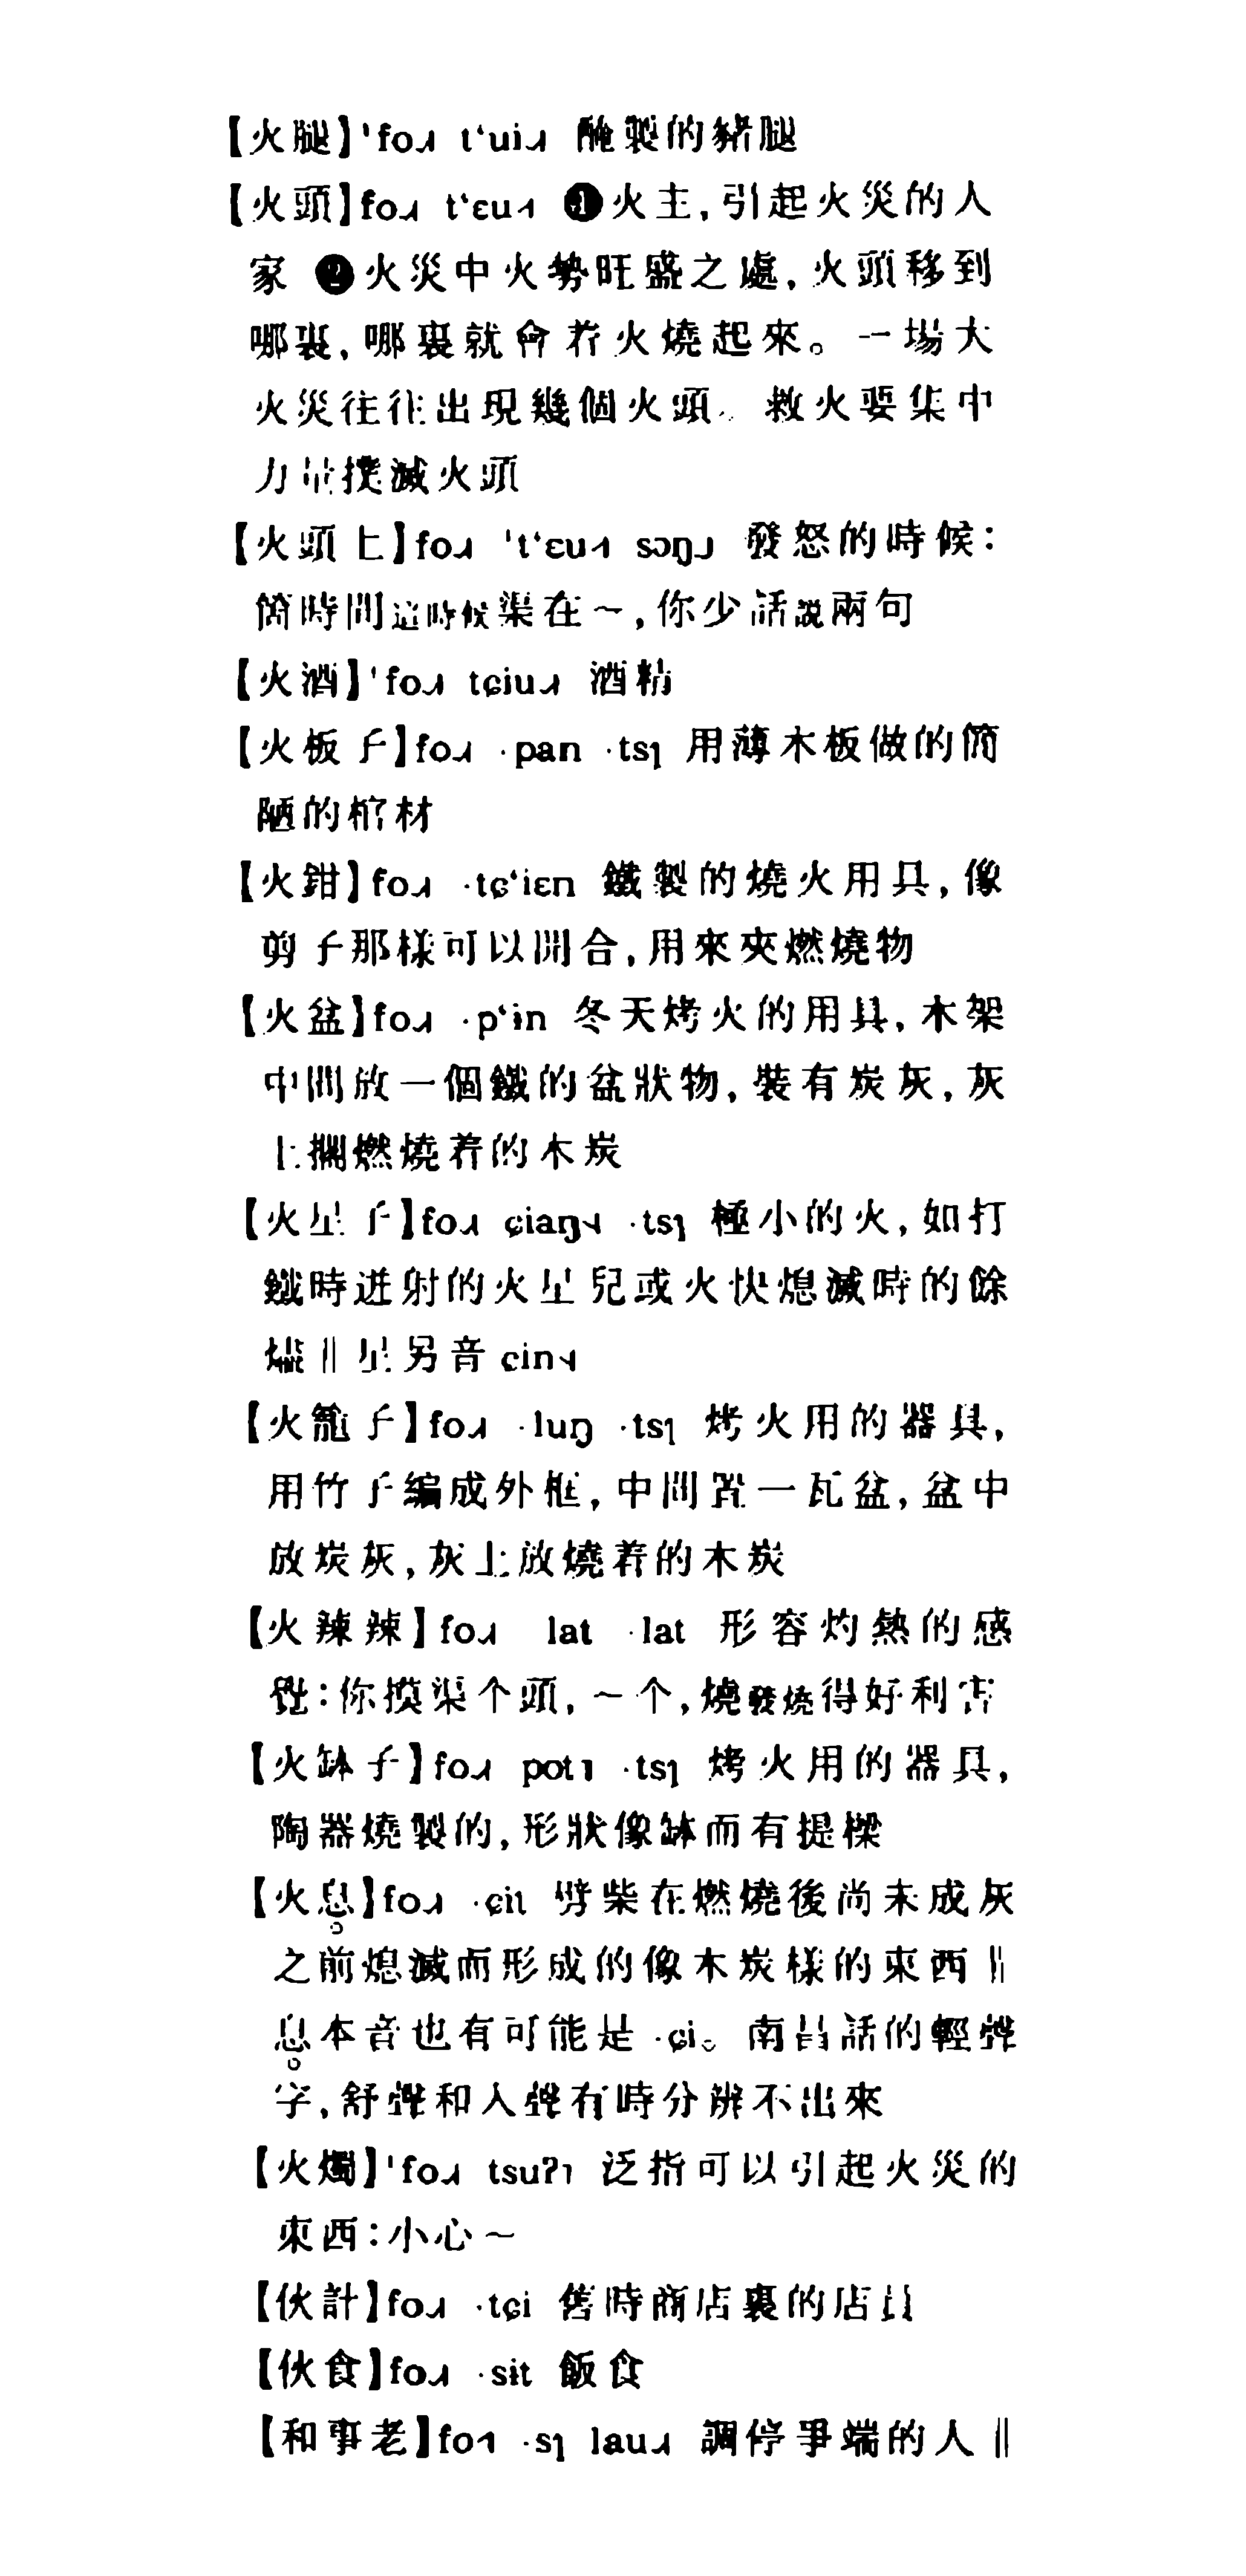 【火腿】ˈfo˩˧ tʻui˩˧ 醃製的豬腿
【火頭】fo˩˧ tʻɛu˧ ❶火主，引起火災的人
家 ❷火災中火勢旺盛之處，火頭移到
哪裏，哪裏就會着火燒起來。一場大
火災往往出現幾個火頭。救火要集中
力量撲滅火頭
【火頭上】fo˩˧ ˈtʻɛu˧ sɔŋ˩ 發怒的時候：
箇時間這時候渠在～，你少話説兩句
【火酒】ˈfo˩˧ tɕiu˩˧ 酒精
【火板子】fo˩˧ ·pan ·tsɿ 用薄木板做的簡
陋的棺材
【火鉗】fo˩˧ ·tɕʻiɛn 鐵製的燒火用具，像
剪子那樣可以開合，用來夾燃燒物
【火盆】fo˩˧ ·pʻɨn 冬天烤火的用具，木架
中間放一個鐵的盆狀物，裝有炭灰，灰
上擱燃燒着的木炭
【火星子】fo˩˧ ɕiaŋ˧ ·tsɿ 極小的火，如打
鐵時迸射的火星兒或火快熄滅時的餘
燼‖星另音 ɕin˧
【火籠子】fo˩˧ ·luŋ ·tsɿ 烤火用的器具，
用竹子編成外框，中間置一瓦盆，盆中
放炭灰，灰上放燒着的木炭
【火辣辣】fo˩˧ lat ·lat 形容灼熱的感
覺：你摸渠个頭，～个，燒發燒得好利害
【火缽子】fo˩˧ pot˥ ·tsɿ 烤火用的器具，
陶器燒製的，形狀像缽而有提樑
【火息】fo˩˧ ·ɕit 劈柴在燃燒後尚未成灰
之前熄滅而形成的像木炭樣的東西‖
息本音也有可能是 ·ɕi。南昌話的輕聲
字，舒聲和入聲有時分辨不出來
【火燭】ˈfo˩˧ tsuʔ˥ 泛指可以引起火災的
東西：小心～
【伙計】fo˩˧ ·tɕi 舊時商店裏的店員
【伙食】fo˩˧ ·sɨt 飯食
【和事老】fo˧ ·sɿ lau˩˧ 調停爭端的人‖